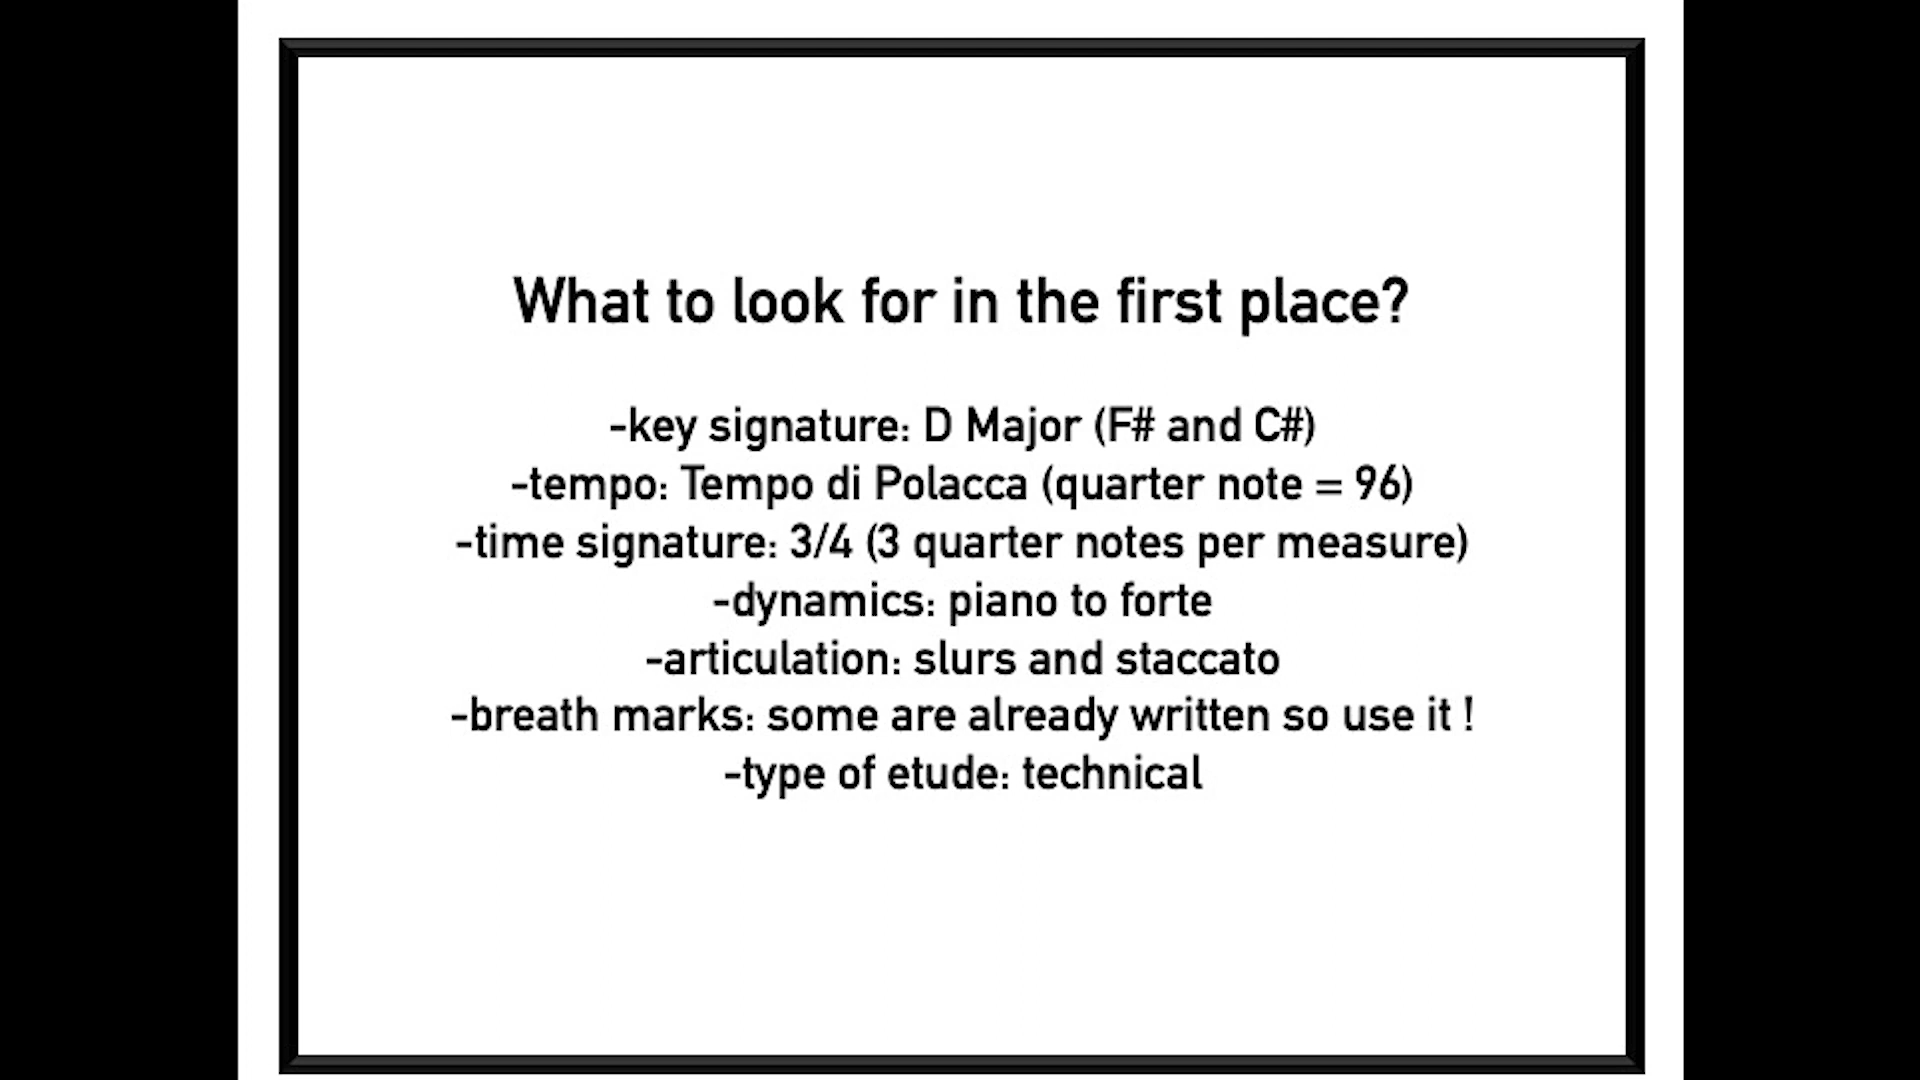 What to look for in the first place?
-key signature: D Major (F# and C#)
-tempo: Tempo di Polacca (quarter note = 96)
-time signature: 3/4 (3 quarter notes per measure)
-dynamics: piano to forte
-articulation: slurs and staccato
-breath marks: some are already written so use it !
-type of etude: technical